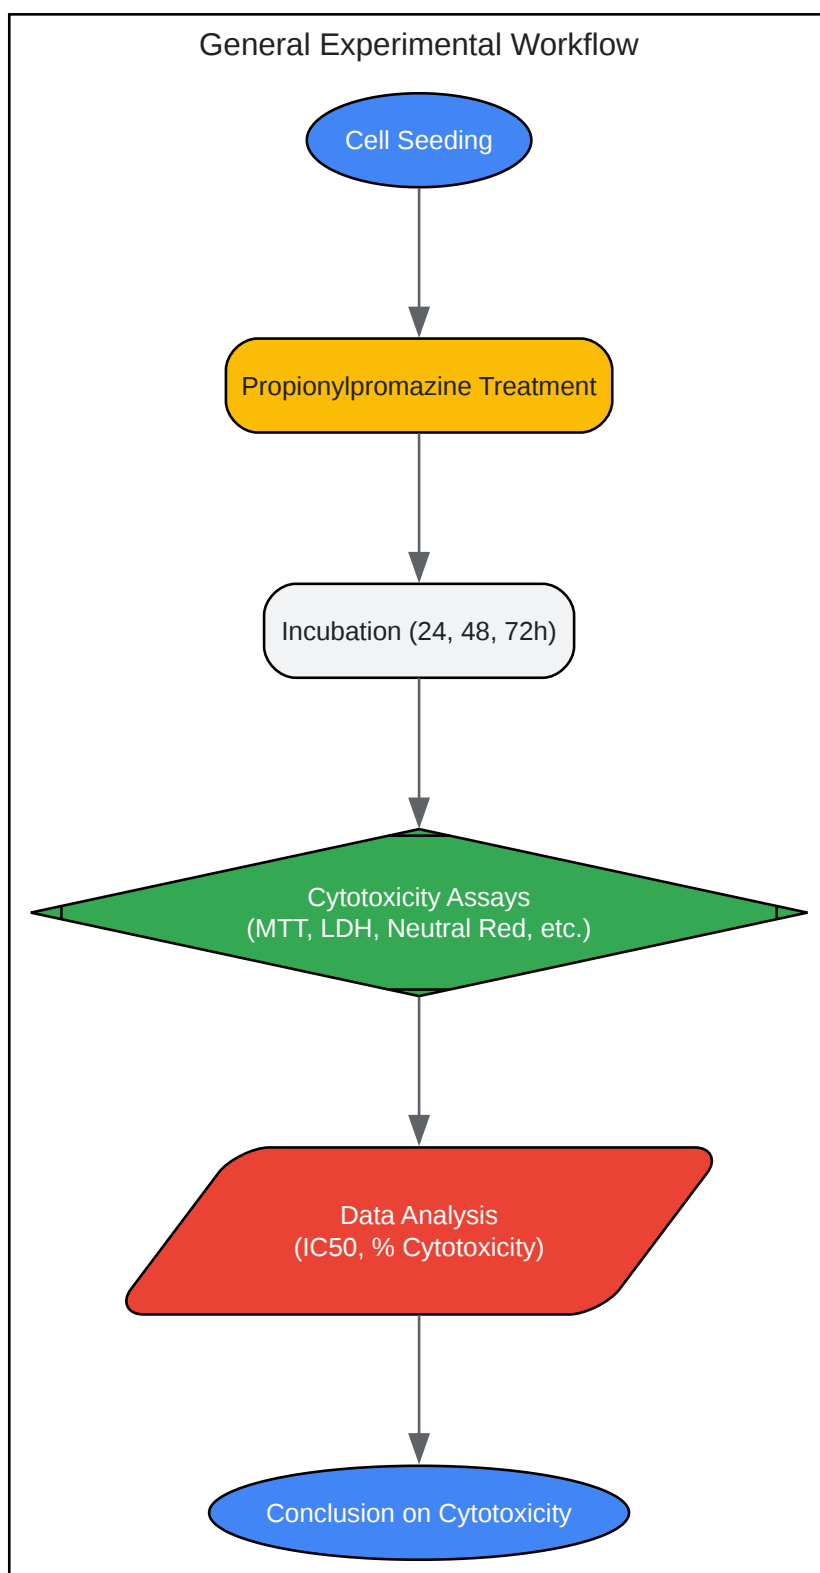 General Experimental Workflow
Cell Seeding
Propionylpromazine Treatment
Incubation (24, 48, 72h)
Cytotoxicity Assays
(MTT, LDH, Neutral Red, etc.)
Data Analysis
(IC50, % Cytotoxicity)
Conclusion on Cytotoxicity